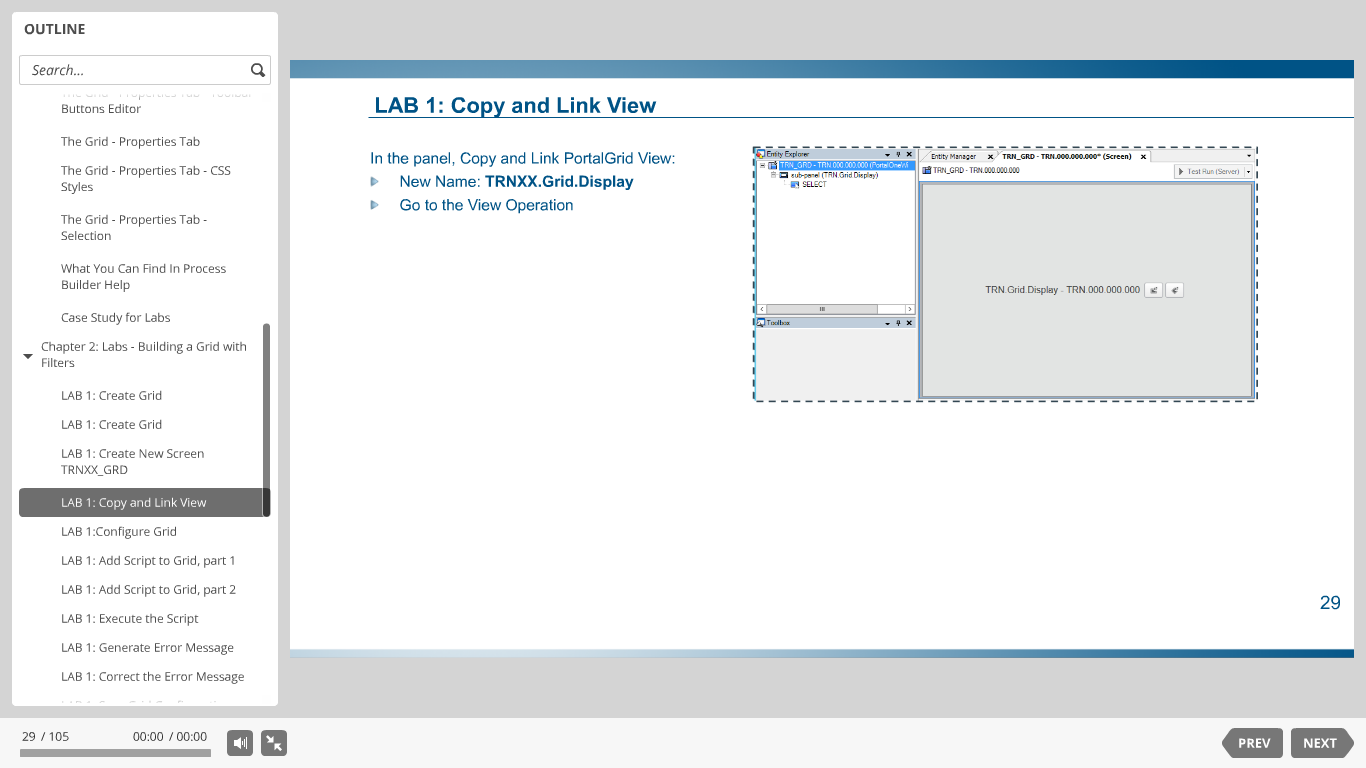 OUTLINE
Search...
Buttons Editor
The Grid - Properties Tab
The Grid - Properties Tab - CSS
Styles
The Grid - Properties Tab -
Selection
What You Can Find In Process
Builder Help
Case Study for Labs
Chapter 2: Labs - Building a Grid with
Filters
LAB 1: Create Grid
LAB 1: Create Grid
LAB 1: Create New Screen
TRNXX_GRD
LAB 1: Copy and Link View
LAB 1:Configure Grid
LAB 1: Add Script to Grid, part 1
LAB 1: Add Script to Grid, part 2
LAB 1: Execute the Script
LAB 1: Generate Error Message
LAB 1: Correct the Error Message
LAB 1: Copy and Link View
In the panel, Copy and Link PortalGrid View:
New Name: TRNXX.Grid.Display
Go to the View Operation
Entity Explorer
TRN_GRD - TRN.000.000.000
sub-panel (TRN.Grid.Display)
SELECT
Toolbox
Entity Manager
TRN_GRD - TRN.000.000.000* (Screen)
TRN_GRD - TRN.000.000.000
Test Run (Server)
TRN.Grid.Display - TRN.000.000.000
29
29 / 105
00:00 / 00:00
PREV
NEXT